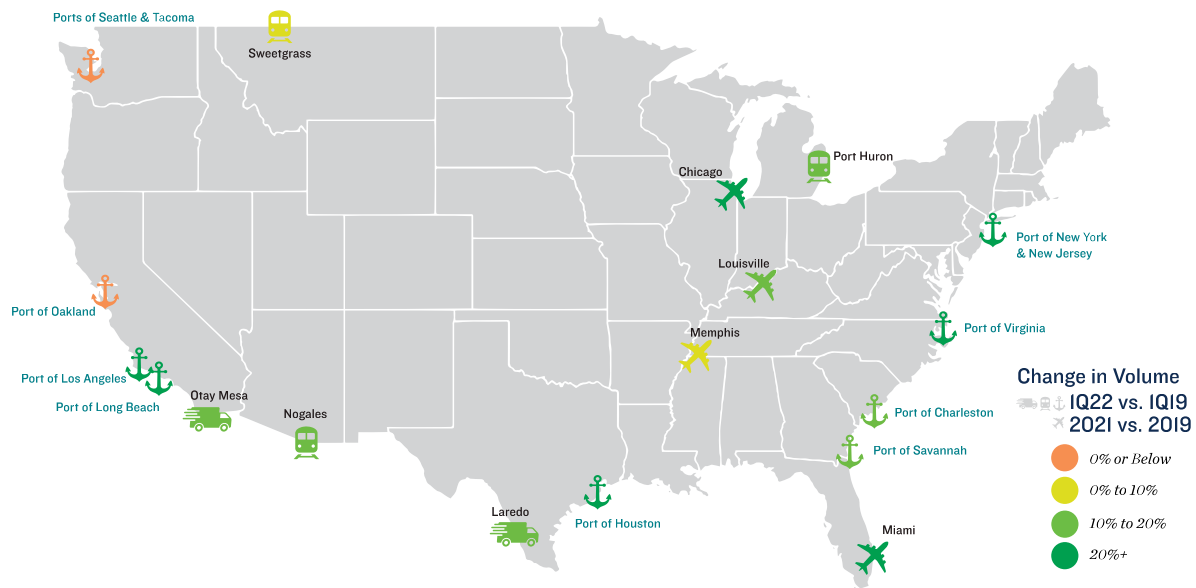 Ports of Seattle & Tacoma
Sweetgrass
Chicago
Port Huron
Port of New York
& New Jersey
Louisville
Port of Oakland
Memphis
Port of Virginia
Port of Los Angeles
Port of Long Beach
Otay Mesa
Nogales
Port of Charleston
Port of Savannah
Laredo
Port of Houston
Miami
Change in Volume
1Q22 vs. 1Q19
2021 vs. 2019
0% or Below
0% to 10%
10% to 20%
20%+